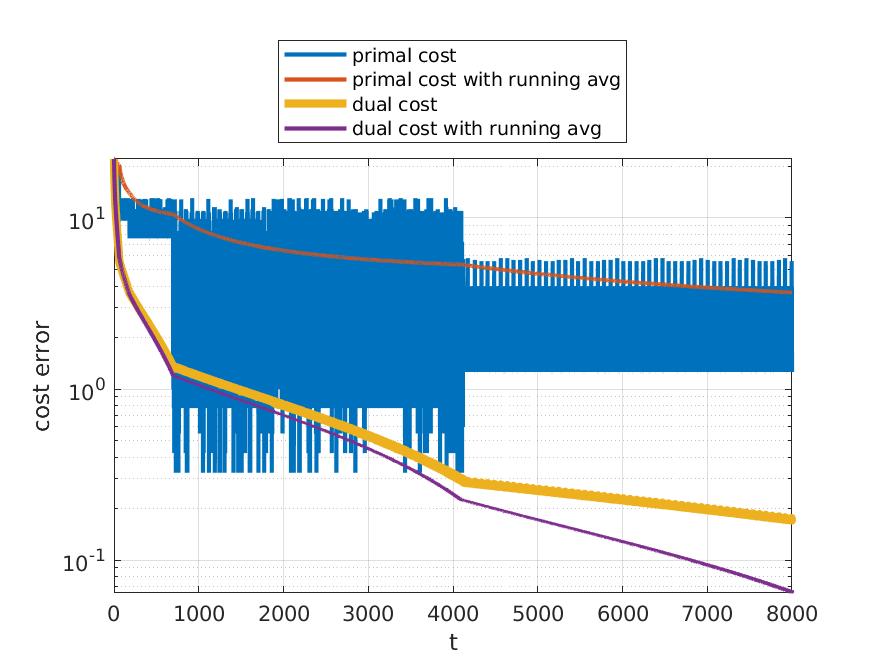 primal cost
primal cost with running avg
dual cost
dual cost with running avg
10^1
10^0
10^-1
cost error
0 1000 2000 3000 4000 5000 6000 7000 8000
t